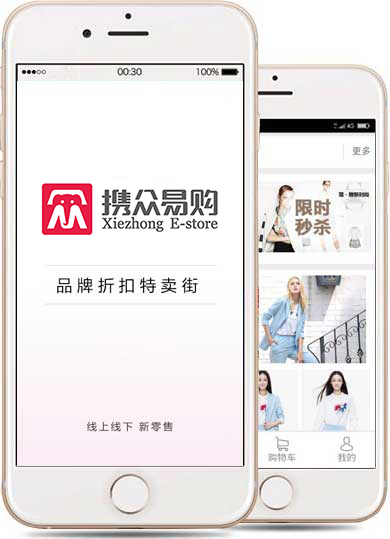 00:30
100%
携众易购
Xiezhong E-store
品牌折扣特卖街
线上线下 新零售
4G
更多
限时
秒杀
购物车
我的